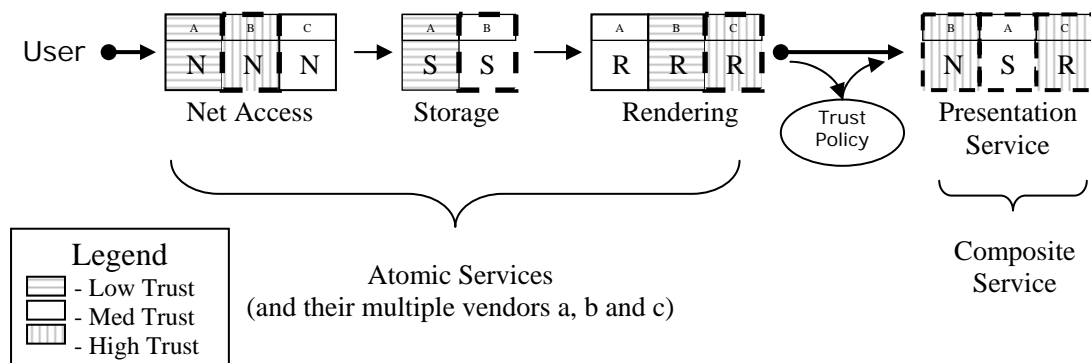 A B C
A B
A B C
B A C
User
N N N
S S
R R R
N S R
Net Access
Storage
Rendering
Trust
Policy
Presentation
Service
Atomic Services
(and their multiple vendors a, b and c)
Composite
Service
Legend
- Low Trust
- Med Trust
- High Trust